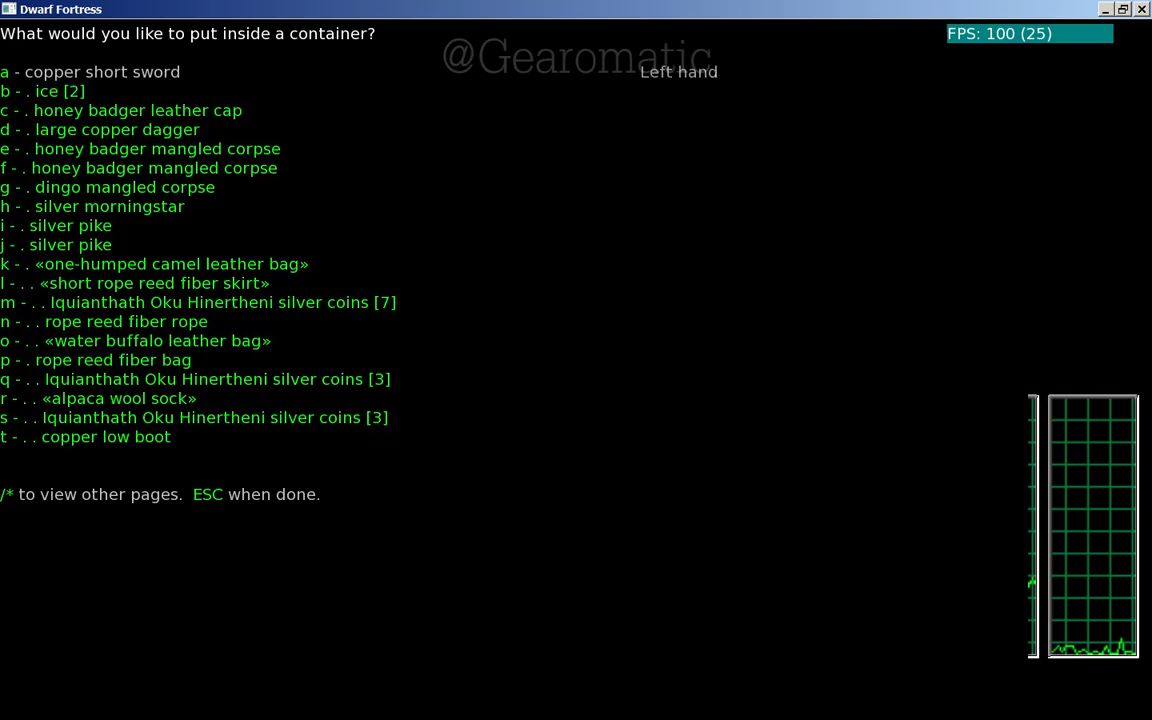 Dwarf Fortress
What would you like to put inside a container?
FPS: 100 (25)
@Gearomatic
a - copper short sword Left hand
b - . ice [2]
c - . honey badger leather cap
d - . large copper dagger
e - . honey badger mangled corpse
f - . honey badger mangled corpse
g - . dingo mangled corpse
h - . silver morningstar
i - . silver pike
j - . silver pike
k - . «one-humped camel leather bag»
l - . . «short rope reed fiber skirt»
m - . . Iquianthath Oku Hinertheni silver coins [7]
n - . . rope reed fiber rope
o - . . «water buffalo leather bag»
p - . rope reed fiber bag
q - . . Iquianthath Oku Hinertheni silver coins [3]
r - . . «alpaca wool sock»
s - . . Iquianthath Oku Hinertheni silver coins [3]
t - . . copper low boot
/* to view other pages. ESC when done.